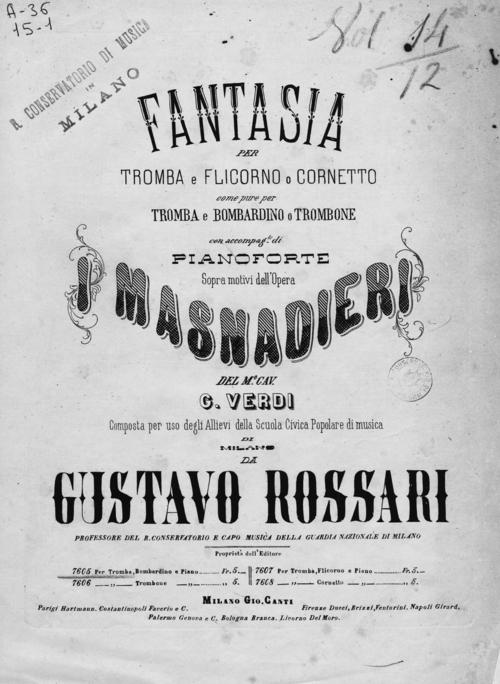 A-36
15-1
R. CONSERVATORIO DI MUSICA
IN
MILANO
Vol 14
12
FANTASIA
PER
TROMBA e FLICORNO o CORNETTO
come pure per
TROMBA e BOMBARDINO o TROMBONE
con accompag.to di
PIANOFORTE
Sopra motivi dell'Opera
I MASNADIERI
DEL M.o CAV.
G. VERDI
Composta per uso degli Allievi della Scuola Civica Popolare di musica
DI
MILANO
DA
GUSTAVO ROSSARI
PROFESSORE DEL R. CONSERVATORIO E CAPO MUSICA DELLA GUARDIA NAZIONALE DI MILANO
Proprietà dell'Editore
7605 Per Tromba, Bombardino e Piano Fr. 5. 7607 Per Tromba, Flicorno e Piano Fr. 5.
7606 „ Trombone „ 5. 7608 „ Cornetto „ 5.
MILANO GIO. CANTI
Parigi Hartmann. Costantinopoli Faverio e C. Firenze Ducci, Brizzi, Venturini. Napoli Girard,
Palermo Genova e C. Bologna Branca. Livorno Del Moro.